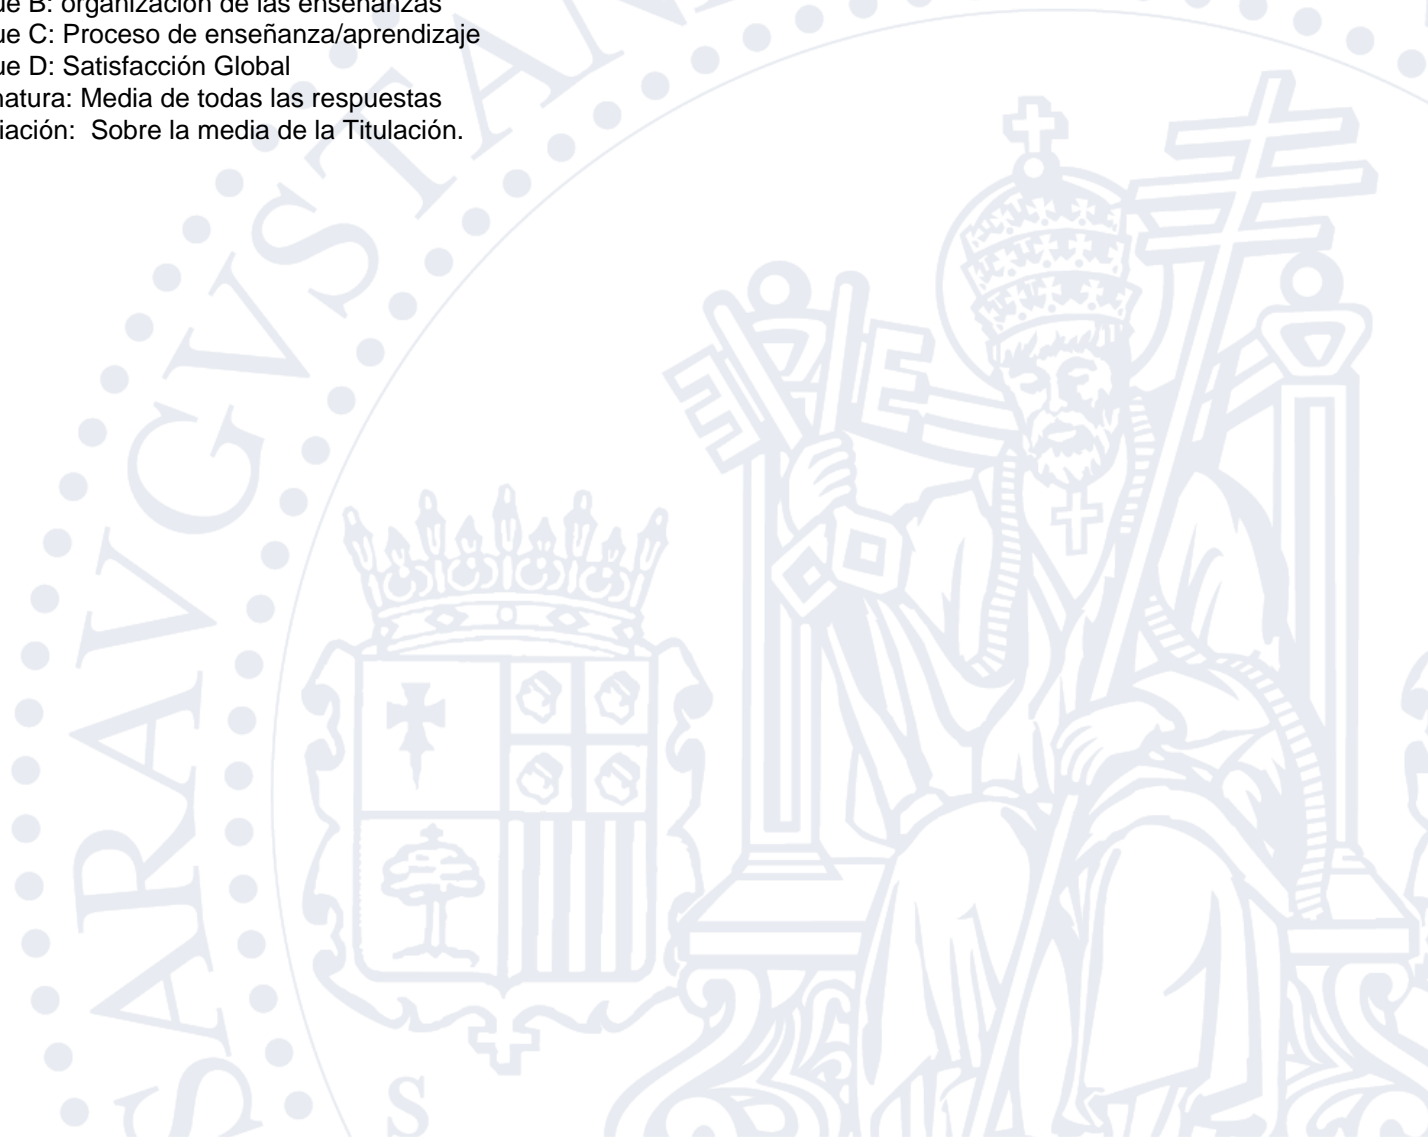 ue B: organización de las enseñanzas
ue C: Proceso de enseñanza/aprendizaje
ue D: Satisfacción Global
natura: Media de todas las respuestas
iación: Sobre la media de la Titulación.
SARAVGVSTAN
S